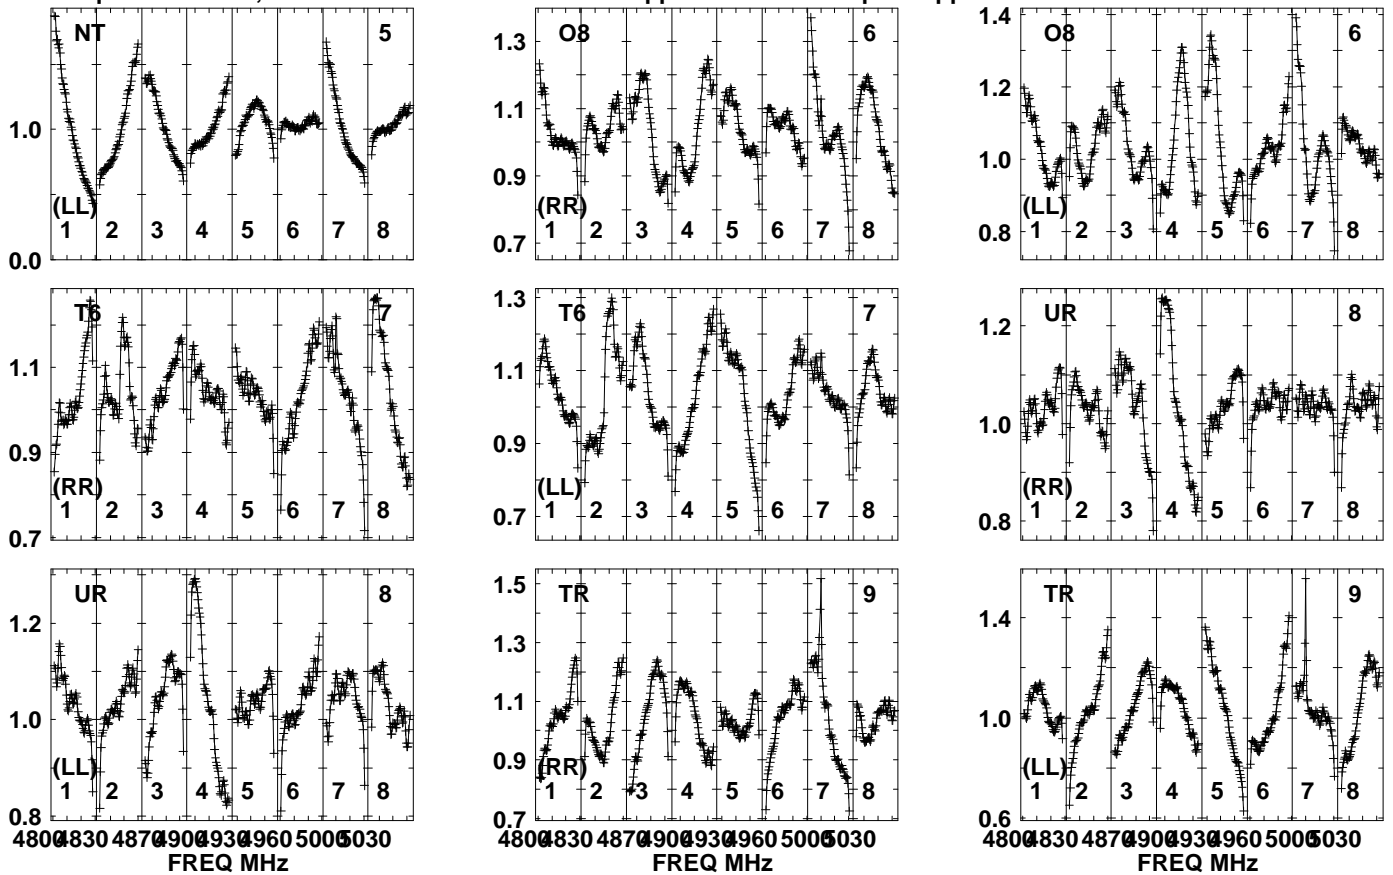 NT 5
1.0
(LL)
1 2 3 4 5 6 7 8
0.0
O8 6
1.3
1.1
0.9
(RR)
1 2 3 4 5 6 7 8
0.7
O8 6
1.4
1.2
1.0
(LL)
1 2 3 4 5 6 7 8
0.8
T6 7
1.1
0.9
(RR)
1 2 3 4 5 6 7 8
0.7
T6 7
1.3
1.1
0.9
(LL)
1 2 3 4 5 6 7 8
0.7
UR 8
1.2
1.0
(RR)
1 2 3 4 5 6 7 8
0.8
UR 8
1.2
1.0
(LL)
1 2 3 4 5 6 7 8
0.8
4800 4830 4870 4900 4930 4960 5000 5030
FREQ MHz
TR 9
1.5
1.3
1.1
0.9
(RR)
1 2 3 4 5 6 7 8
0.7
4800 4830 4870 4900 4930 4960 5000 5030
FREQ MHz
TR 9
1.4
1.0
(LL)
1 2 3 4 5 6 7 8
0.6
4800 4830 4870 4900 4930 4960 5000 5030
FREQ MHz